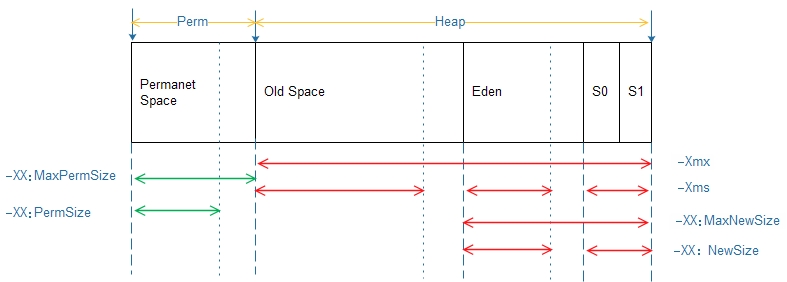 Perm Heap
Permanet
Space
Old Space
Eden
S0
S1
-Xmx
-XX:MaxPermSize
-Xms
-XX:PermSize
-XX:MaxNewSize
-XX: NewSize